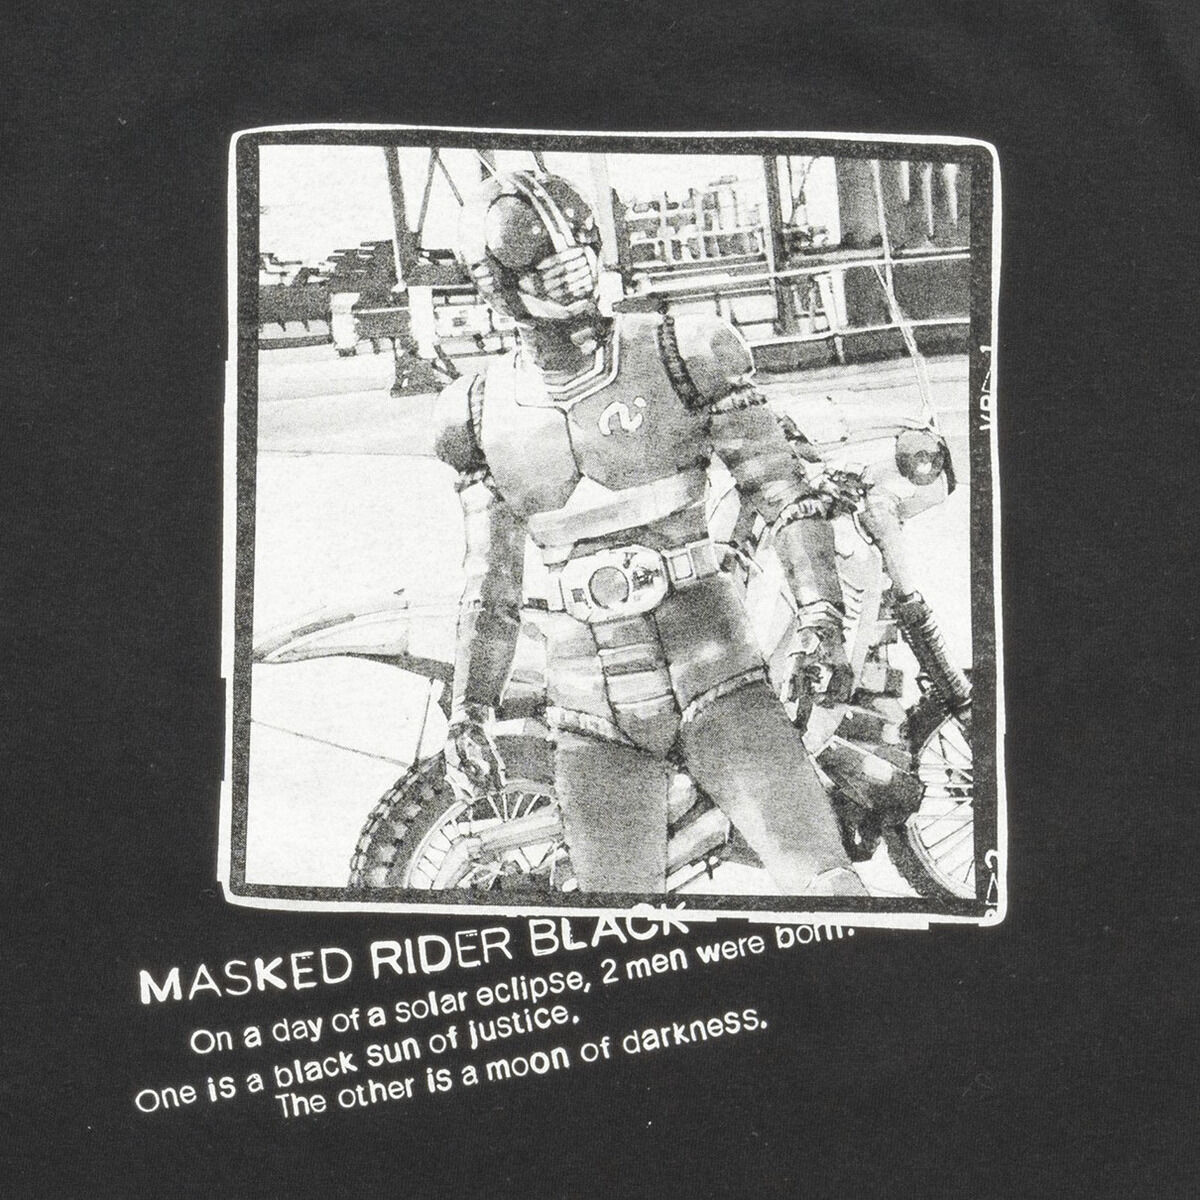 MASKED RIDER BLACK
On a day of a solar eclipse, 2 men were born.
One is a black sun of justice.
The other is a moon of darkness.